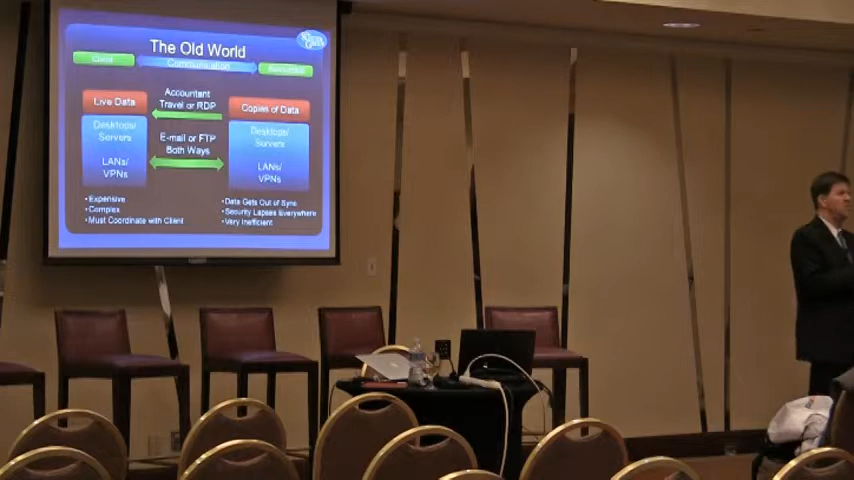 The Old World
Client
Communication
Live Data
Accountant
Travel or RDP
Copies of Data
Desktops/
Servers
LANs/
VPNs
E-mail or FTP
Both Ways
Desktops/
Servers
LANs/
VPNs
•Expensive
•Complex
•Must Coordinate with Client
•Data Gets Out of Sync
•Security Lapses Everywhere
•Very Inefficient